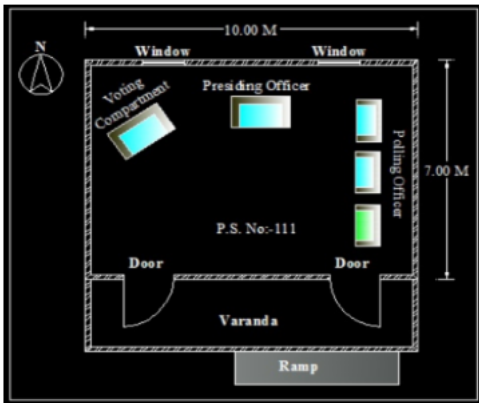 10.00 M
N
Window
Window
Voting
Compartment
Presiding Officer
Polling Officer
7.00 M
P.S. No:-111
Door
Door
Varanda
Ramp